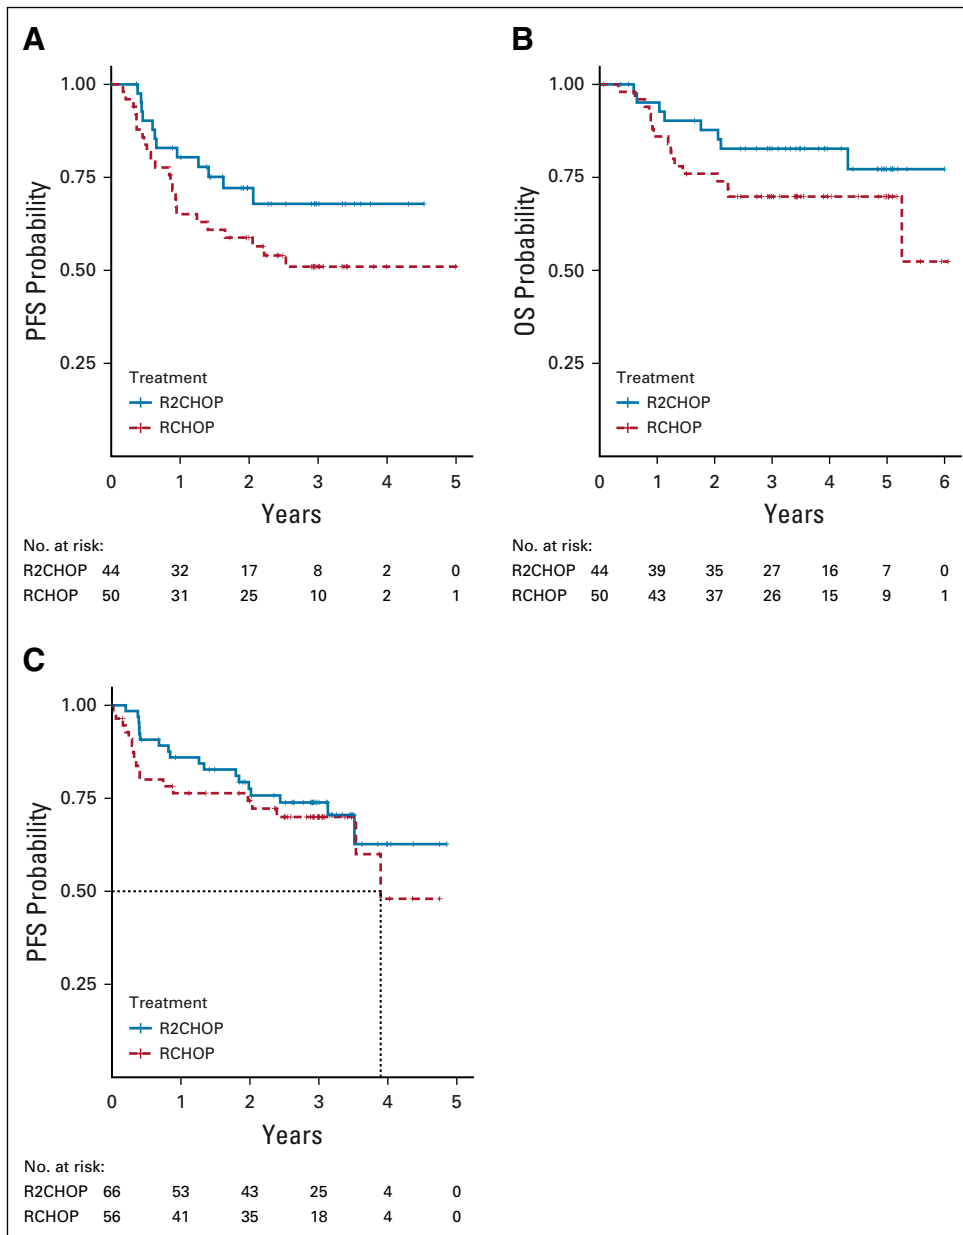 A
PFS Probability
1.00
0.75
0.50
0.25
Treatment
R2CHOP
RCHOP
0 1 2 3 4 5
Years
No. at risk:
R2CHOP 44 32 17 8 2 0
RCHOP 50 31 25 10 2 1
B
OS Probability
1.00
0.75
0.50
0.25
Treatment
R2CHOP
RCHOP
0 1 2 3 4 5 6
Years
No. at risk:
R2CHOP 44 39 35 27 16 7 0
RCHOP 50 43 37 26 15 9 1
C
PFS Probability
1.00
0.75
0.50
0.25
Treatment
R2CHOP
RCHOP
0 1 2 3 4 5
Years
No. at risk:
R2CHOP 66 53 43 25 4 0
RCHOP 56 41 35 18 4 0